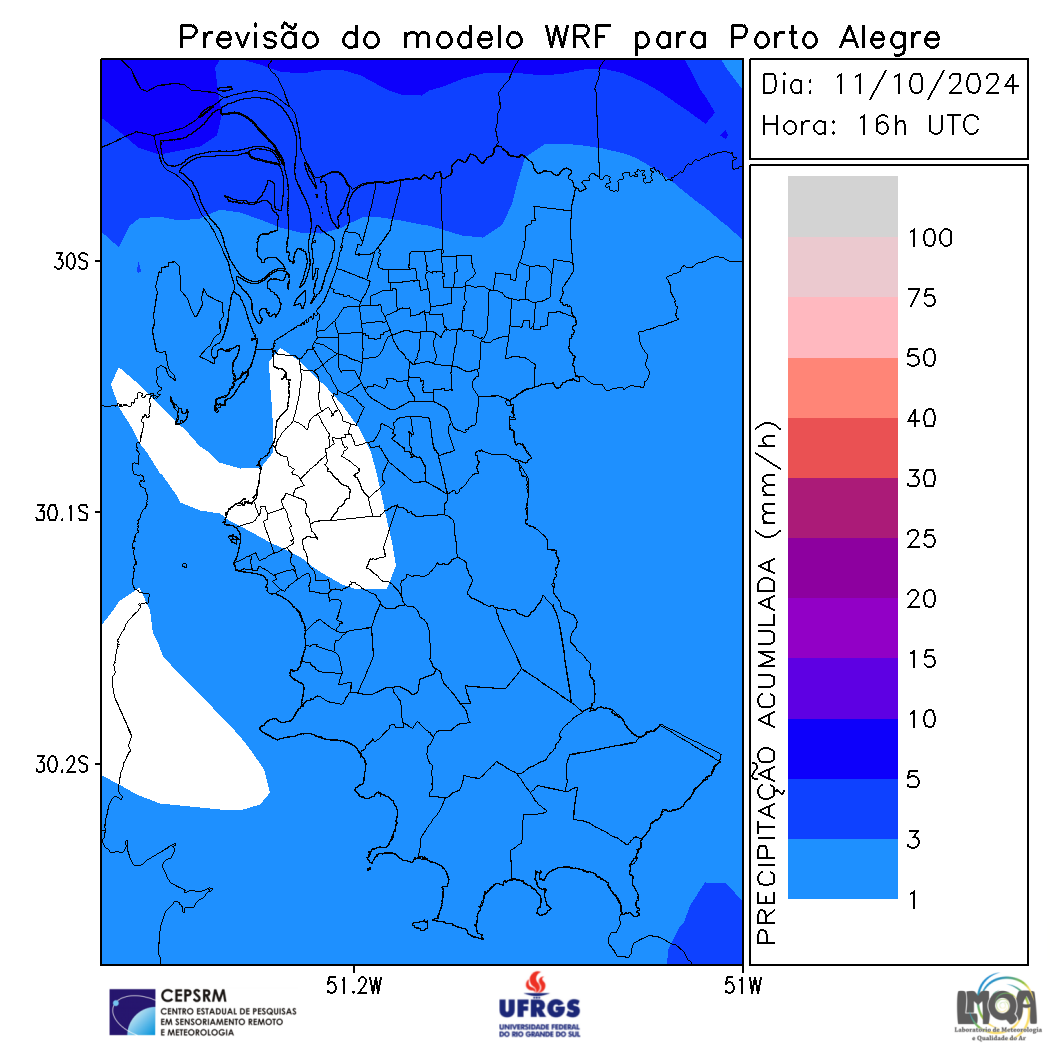 Previsão do modelo WRF para Porto Alegre
Dia: 11/10/2024
Hora: 16h UTC
30S
30.1S
30.2S
51.2W
51W
PRECIPITAÇÃO ACUMULADA (mm/h)
100
75
50
40
30
25
20
15
10
5
3
1
CEPSRM
CENTRO ESTADUAL DE PESQUISAS
EM SENSORIAMENTO REMOTO
E METEOROLOGIA
UFRGS
UNIVERSIDADE FEDERAL
DO RIO GRANDE DO SUL
LMQA
Laboratório de Meteorologia
e Qualidade do Ar